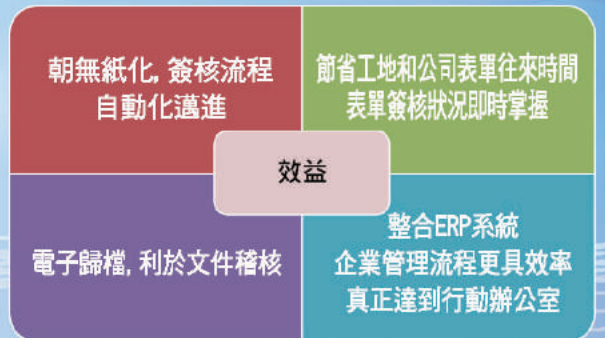 朝無紙化, 簽核流程
自動化邁進
節省工地和公司表單往來時間
表單簽核狀況即時掌握
效益
電子歸檔, 利於文件稽核
整合ERP系統
企業管理流程更具效率
真正達到行動辦公室